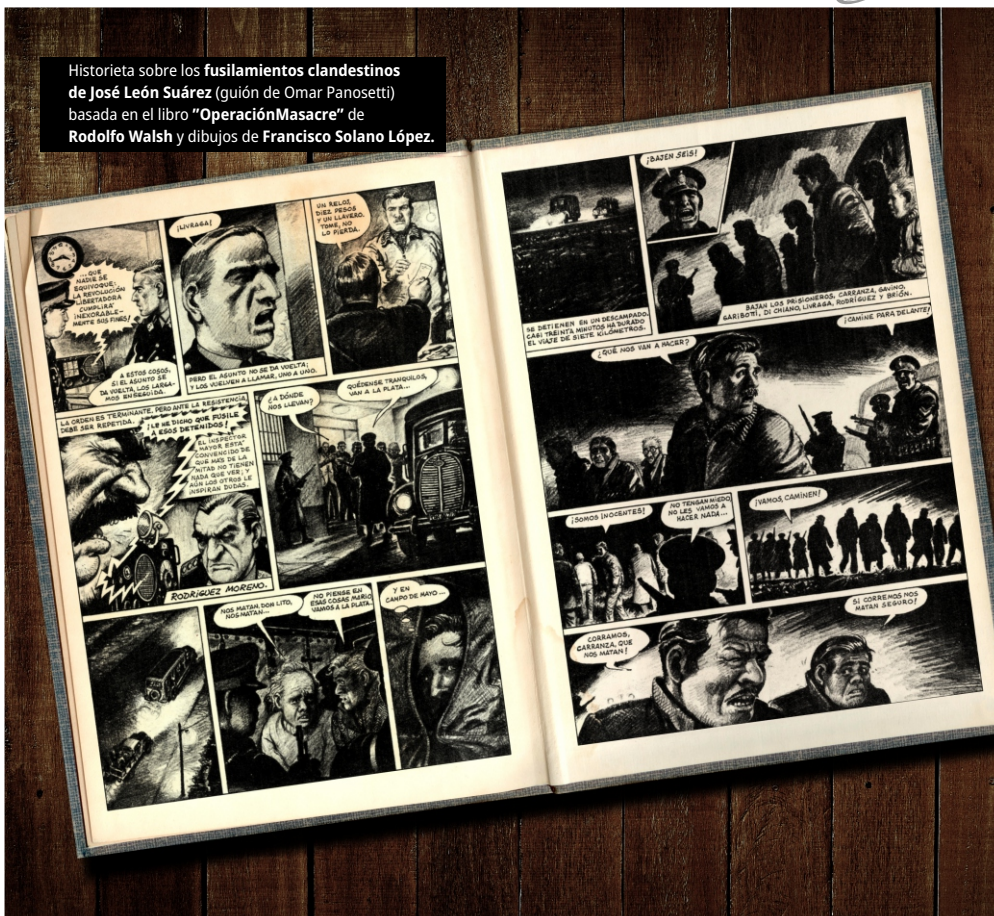 Historieta sobre los fusilamientos clandestinos
de José León Suárez (guión de Omar Panosetti)
basada en el libro ”OperaciónMasacre” de
Rodolfo Walsh y dibujos de Francisco Solano López.
... QUE
NADIE SE
EQUIVOQUE:
LA REVOLUCIÓN
LIBERTADORA
CUMPLIRÁ
INEXORABLE-
MENTE SUS FINES!
A ESTOS COSOS,
SI EL ASUNTO SE
DA VUELTA, LOS LARGA-
MOS ENSEGUIDA.
¡LIVRAGA!
PERO EL ASUNTO NO SE DA VUELTA;
Y LOS VUELVEN A LLAMAR, UNO A UNO.
UN RELOJ,
DIEZ PESOS
Y UN LLAVERO.
TOME, NO
LO PIERDA.
LA ORDEN ES TERMINANTE, PERO ANTE LA RESISTENCIA,
DEBE SER REPETIDA.
¡LE HE DICHO QUE FUSILE
A ESOS DETENIDOS!
EL INSPECTOR
MAYOR ESTÁ
CONVENCIDO DE
QUE MÁS DE LA
MITAD NO TIENEN
NADA QUE VER; Y
AÚN LOS OTROS LE
INSPIRAN DUDAS.
RODRÍGUEZ MORENO.
¿A DÓNDE
NOS LLEVAN?
QUÉDENSE TRANQUILOS,
VAN A LA PLATA...
NOS MATAN, DON LITO,
NOS MATAN...
NO PIENSE EN
ESAS COSAS MARIO,
VAMOS A LA PLATA.
Y EN
CAMPO DE MAYO...
SE DETIENEN EN UN DESCAMPADO.
CASI TREINTA MINUTOS HA DURADO
EL VIAJE DE SIETE KILÓMETROS.
¡BAJEN SEIS!
BAJAN LOS PRISIONEROS, CARRANZA, GAVINO,
GARIBOTTI, DI CHIANO, LIVRAGA, RODRÍGUEZ Y BRIÓN.
¿QUÉ NOS VAN A HACER?
¡CAMINE PARA DELANTE!
¡SOMOS INOCENTES!
NO TENGAN MIEDO,
NO LES VAMOS A
HACER NADA...
¡VAMOS, CAMINEN!
CORRAMOS,
CARRANZA, QUE
NOS MATAN!
SI CORREMOS NOS
MATAN SEGURO!